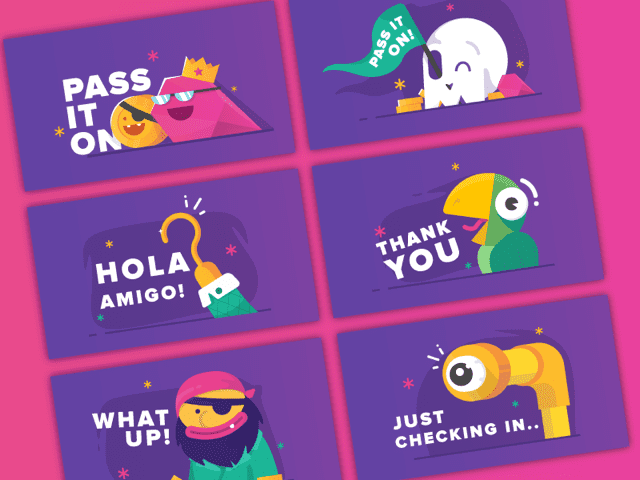 PASS
IT
ON
PASS IT
ON!
HOLA
AMIGO!
THANK
YOU
WHAT
UP!
JUST
CHECKING IN..